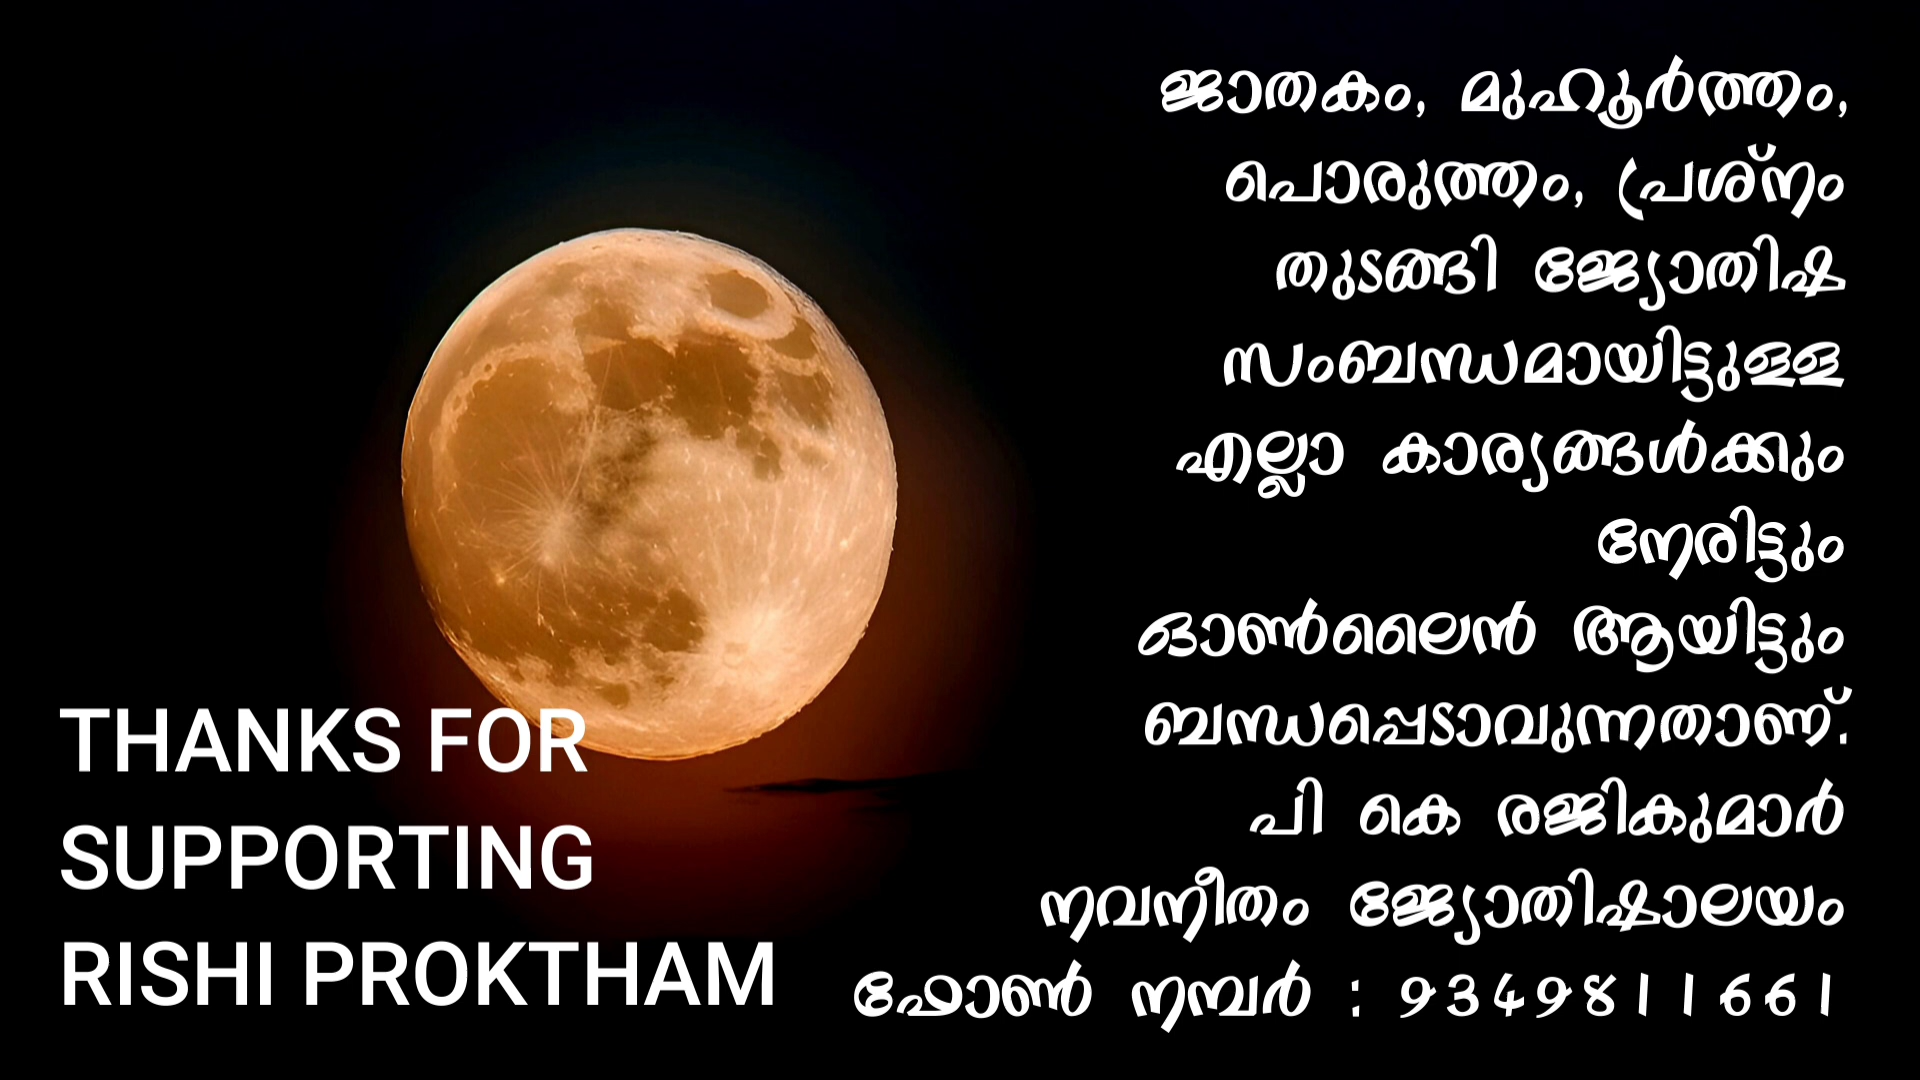 ജാതകം, മുഹൂർത്തം,
പൊരുത്തം, പ്രശ്നം
തുടങ്ങി ജ്യോതിഷ
സംബന്ധമായിട്ടുള്ള
എല്ലാ കാര്യങ്ങൾക്കും
നേരിട്ടും
ഓൺലൈൻ ആയിട്ടും
ബന്ധപ്പെടാവുന്നതാണ്.
പി കെ രജികുമാർ
നവനീതം ജ്യോതിഷാലയം
ഫോൺ നമ്പർ : 9349811661
THANKS FOR
SUPPORTING
RISHI PROKTHAM